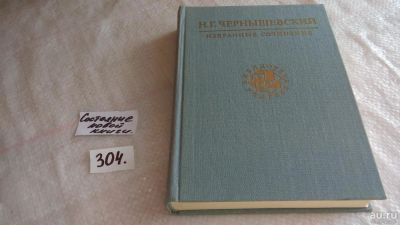 Н.Г. ЧЕРНЫШЕВСКИЙ
ИЗБРАННЫЕ СОЧИНЕНИЯ
Состояние
новой
книги.
304.
au.ru